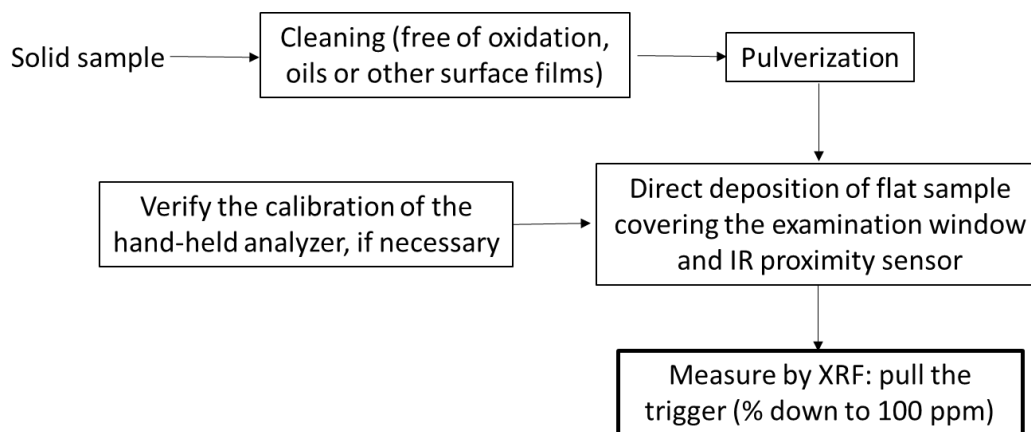 Solid sample
Cleaning (free of oxidation,
oils or other surface films)
Pulverization
Verify the calibration of the
hand-held analyzer, if necessary
Direct deposition of flat sample
covering the examination window
and IR proximity sensor
Measure by XRF: pull the
trigger (% down to 100 ppm)